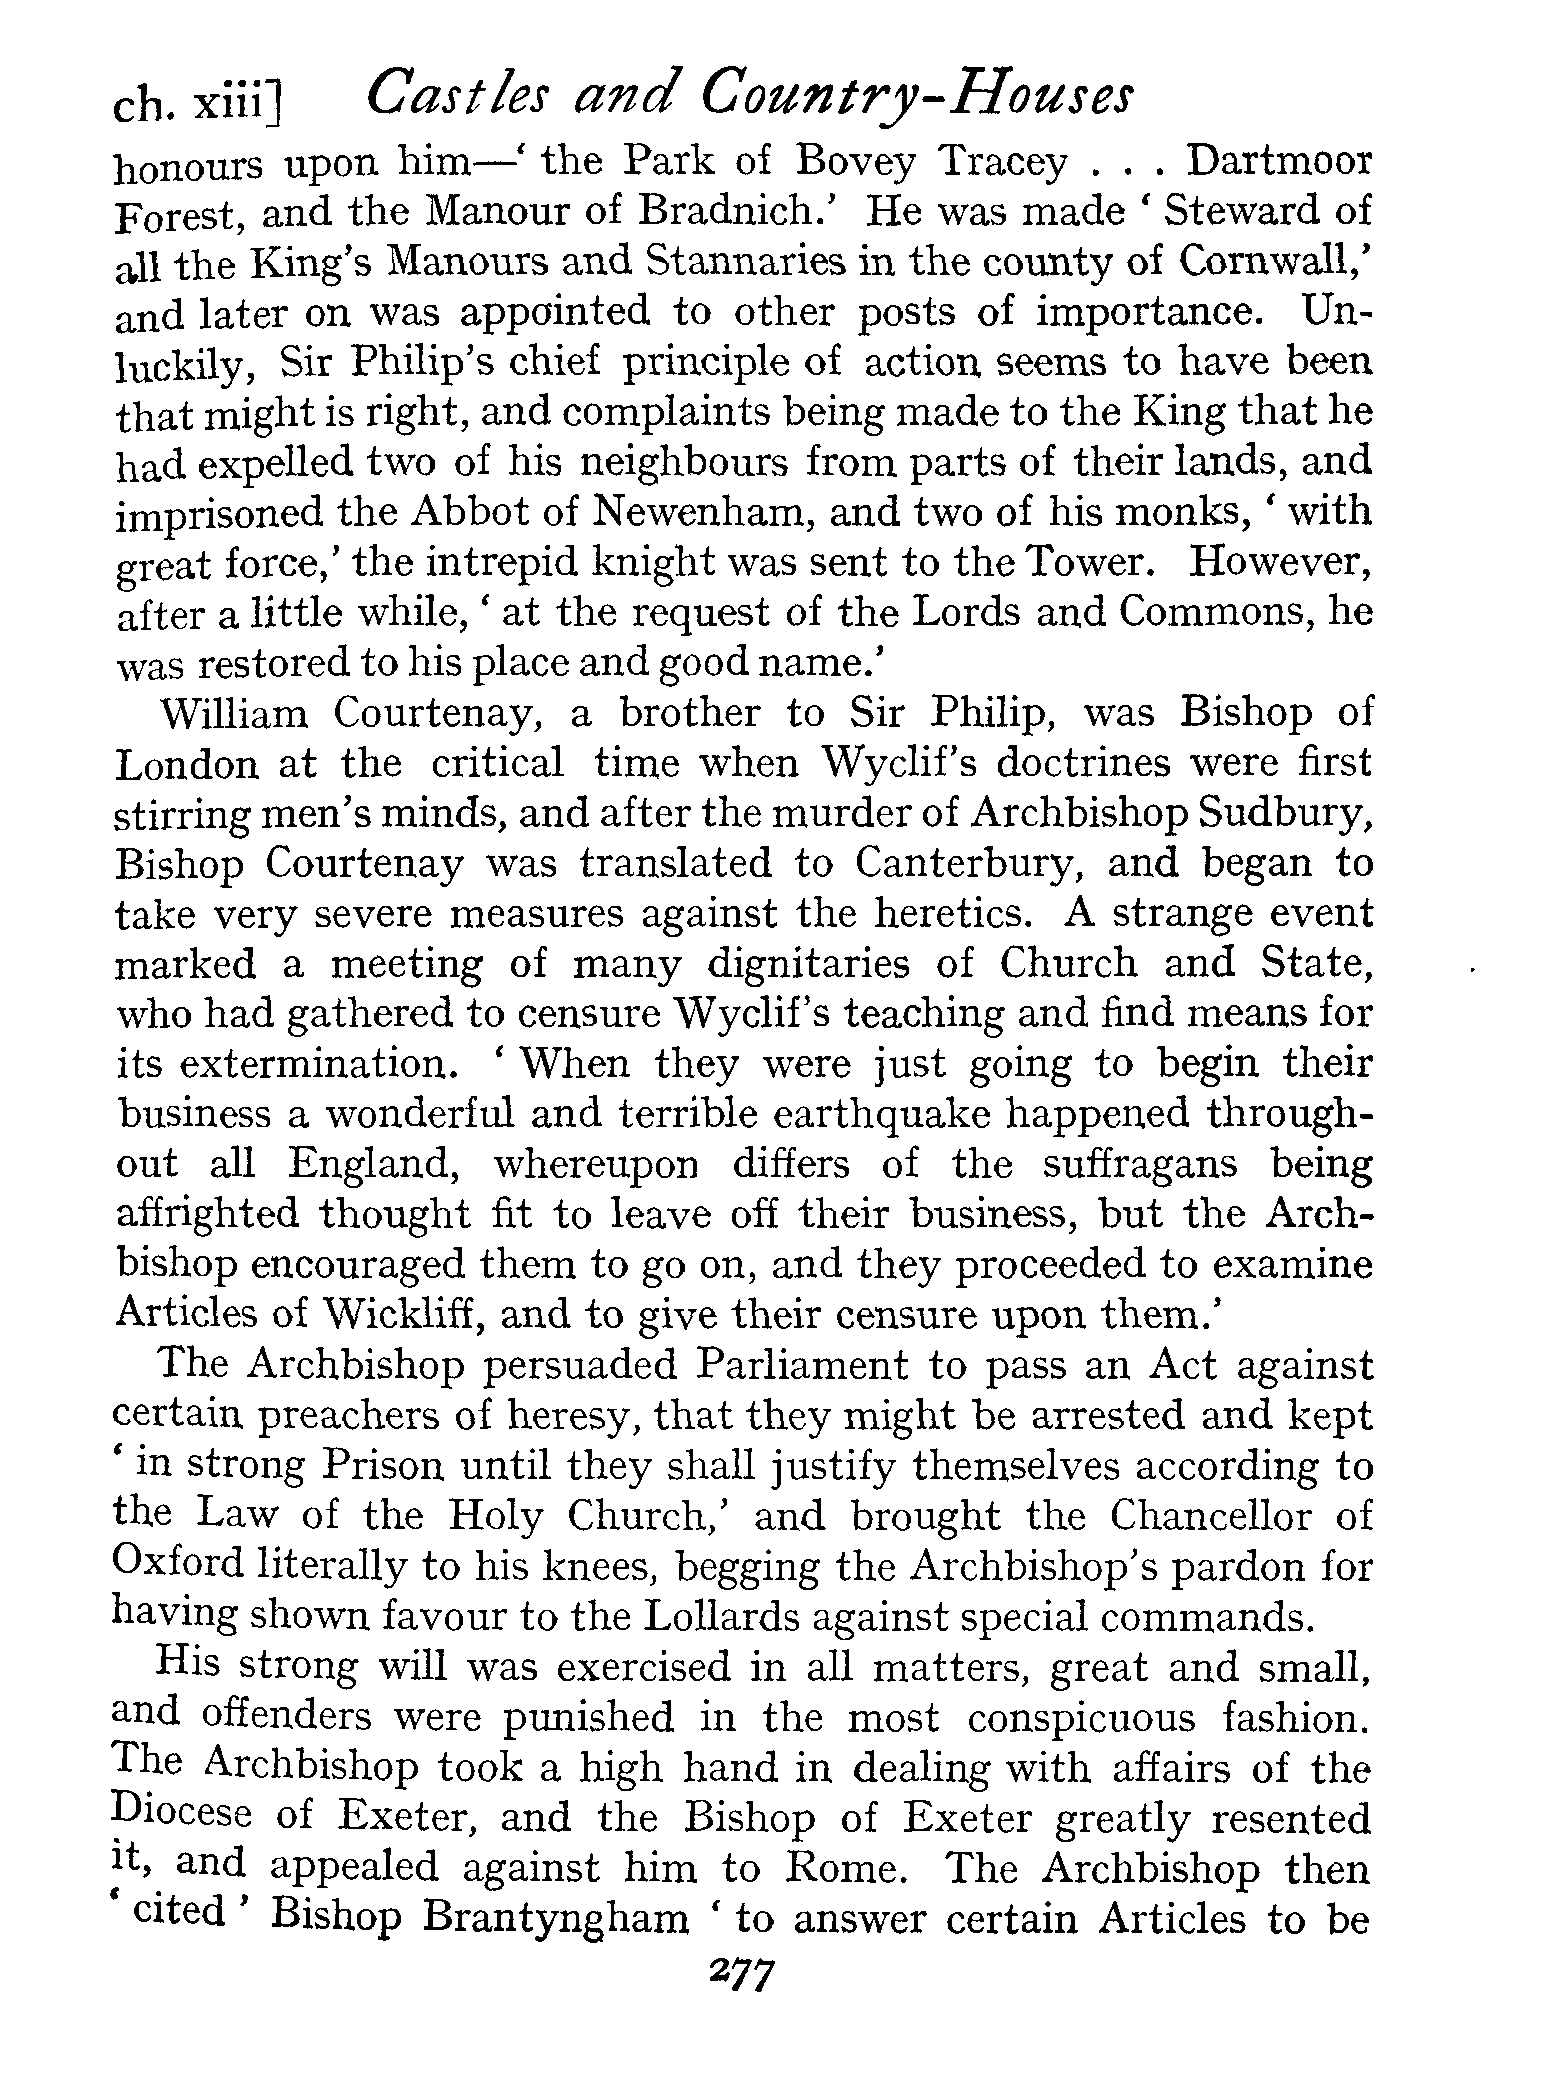 ch. xiii] Castles and Country-Houses
honours upon him—‘ the Park of Bovey Tracey . . . Dartmoor
Forest, and the Manour of Bradnich.’ He was made ‘ Steward of
all the King’s Manours and Stannaries in the county of Cornwall,’
and later on was appointed to other posts of importance. Un-
luckily, Sir Philip’s chief principle of action seems to have been
that might is right, and complaints being made to the King that he
had expelled two of his neighbours from parts of their lands, and
imprisoned the Abbot of Newenham, and two of his monks, ‘ with
great force,’ the intrepid knight was sent to the Tower. However,
after a little while, ‘ at the request of the Lords and Commons, he
was restored to his place and good name.’
William Courtenay, a brother to Sir Philip, was Bishop of
London at the critical time when Wyclif’s doctrines were first
stirring men’s minds, and after the murder of Archbishop Sudbury,
Bishop Courtenay was translated to Canterbury, and began to
take very severe measures against the heretics. A strange event
marked a meeting of many dignitaries of Church and State,
who had gathered to censure Wyclif’s teaching and find means for
its extermination. ‘ When they were just going to begin their
business a wonderful and terrible earthquake happened through-
out all England, whereupon differs of the suffragans being
affrighted thought fit to leave off their business, but the Arch-
bishop encouraged them to go on, and they proceeded to examine
Articles of Wickliff, and to give their censure upon them.’
The Archbishop persuaded Parliament to pass an Act against
certain preachers of heresy, that they might be arrested and kept
‘ in strong Prison until they shall justify themselves according to
the Law of the Holy Church,’ and brought the Chancellor of
Oxford literally to his knees, begging the Archbishop’s pardon for
having shown favour to the Lollards against special commands.
His strong will was exercised in all matters, great and small,
and offenders were punished in the most conspicuous fashion.
The Archbishop took a high hand in dealing with affairs of the
Diocese of Exeter, and the Bishop of Exeter greatly resented
it, and appealed against him to Rome. The Archbishop then
‘ cited ’ Bishop Brantyngham ‘ to answer certain Articles to be
277